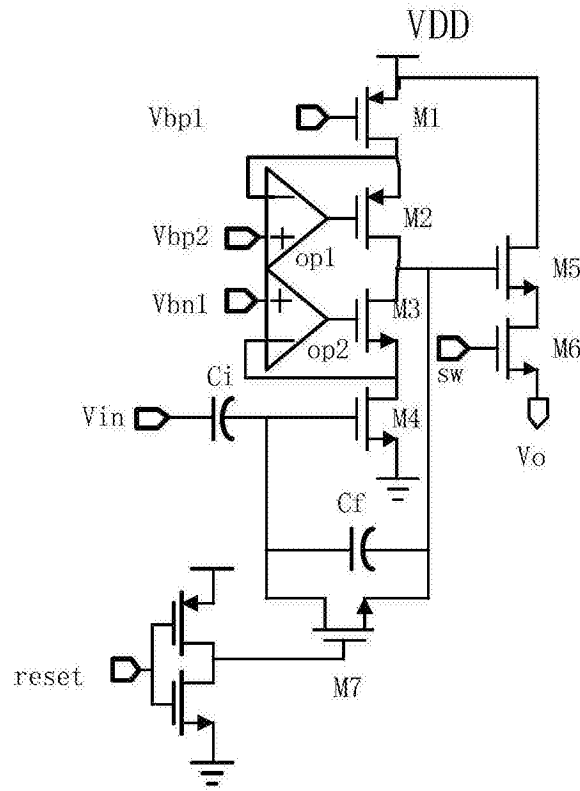 VDD
Vbp1
M1
M2
Vbp2
op1
M5
Vbn1
M3
op2
M6
sw
Ci
Vin
M4
Vo
Cf
reset
M7